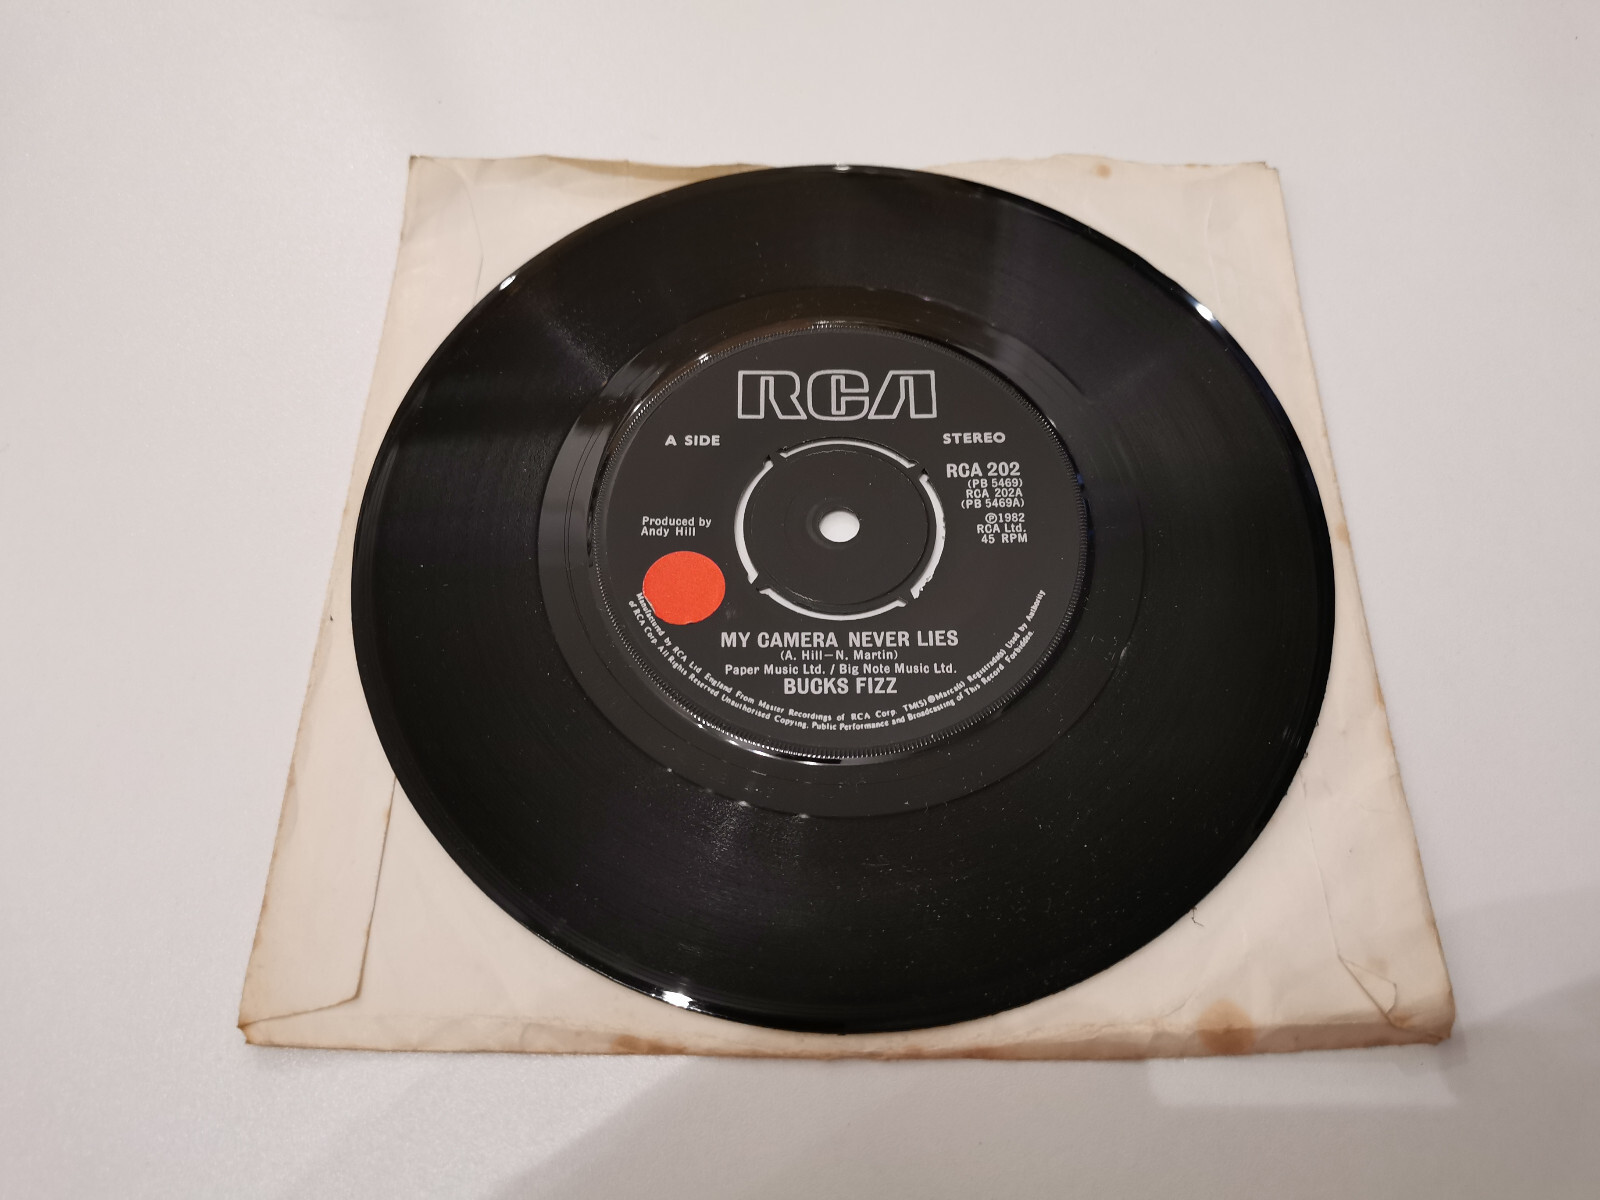 RCA
A SIDE
STEREO
RCA 202
(PB 5469)
RCA 202A
(PB 5469A)
Ⓟ1982
RCA Ltd.
45 RPM
Produced by
Andy Hill
MY CAMERA NEVER LIES
(A. Hill—N. Martin)
Paper Music Ltd. / Big Note Music Ltd.
BUCKS FIZZ
Manufactured by RCA Ltd. England From Master Recordings of RCA Corp. TM(S)®Marca(s) Registrada(s) Used by Authority
of RCA Corp. All Rights Reserved Unauthorised Copying, Public Performance and Broadcasting of This Record Forbidden.